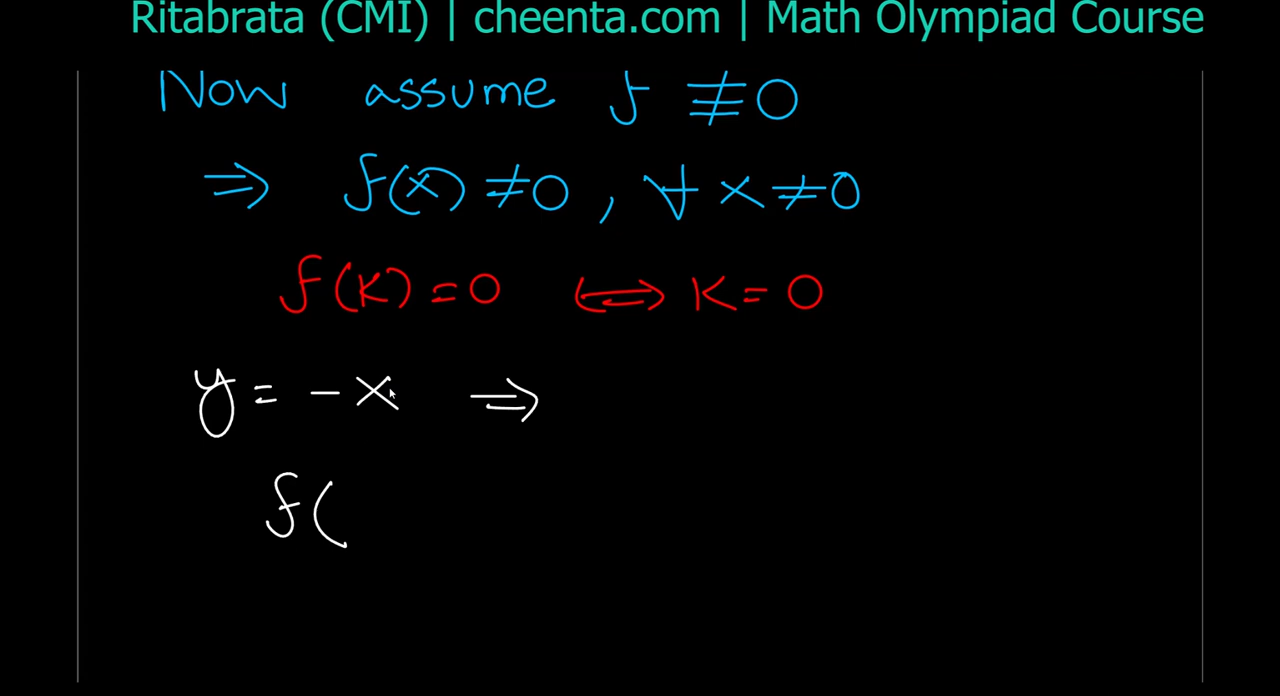 Ritabrata (CMI) | cheenta.com | Math Olympiad Course
Now assume f ≢ 0
⇒ f(x) ≠ 0 , ∀ x ≠ 0
f(K) = 0 ⇔ K = 0
y = - x ⇒
f(